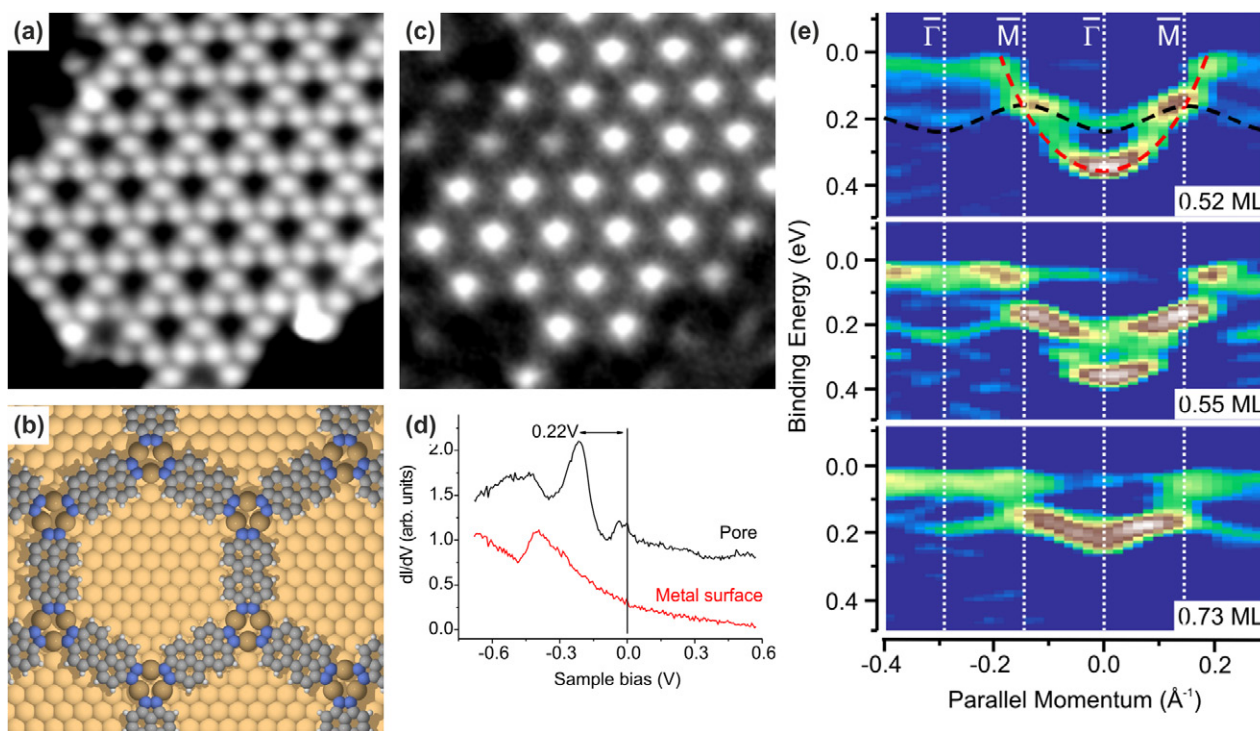 (a)
(c)
(e)
Γ̅ M̅ Γ̅ M̅
0.0
0.2
0.4
0.52 ML
Binding Energy (eV)
0.0
0.2
0.4
0.55 ML
0.0
0.2
0.4
0.73 ML
-0.4 -0.2 0.0 0.2
Parallel Momentum (Å⁻¹)
(b)
(d)
0.22V
dI/dV (arb. units)
2.0
1.5
1.0
0.5
0.0
Pore
Metal surface
-0.6 -0.3 0.0 0.3 0.6
Sample bias (V)